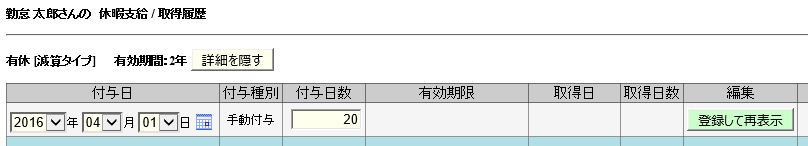 勤怠 太郎さんの 休暇支給 / 取得履歴
有休 [減算タイプ] 有効期間: 2年 詳細を隠す
付与日 付与種別 付与日数 有効期限 取得日 取得日数 編集
2016 年 04 月 01 日 手動付与 20 登録して再表示